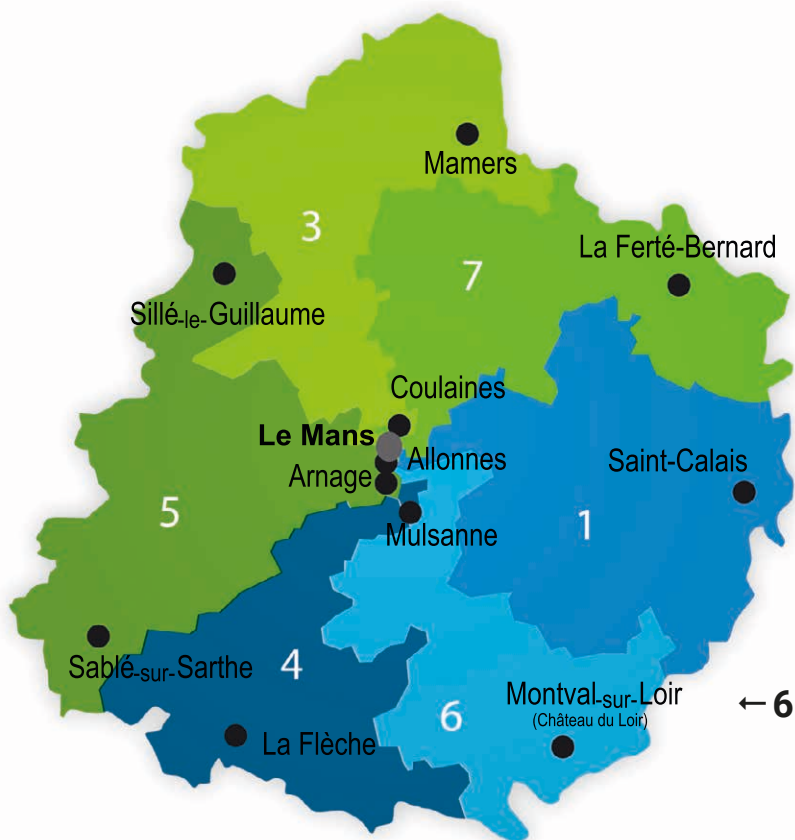 Mamers
3
La Ferté-Bernard
7
Sillé-le-Guillaume
Coulaines
Le Mans
Allonnes
Arnage
Saint-Calais
5
1
Mulsanne
Sablé-sur-Sarthe
4
Montval-sur-Loir
(Château du Loir)
6
←6
La Flèche